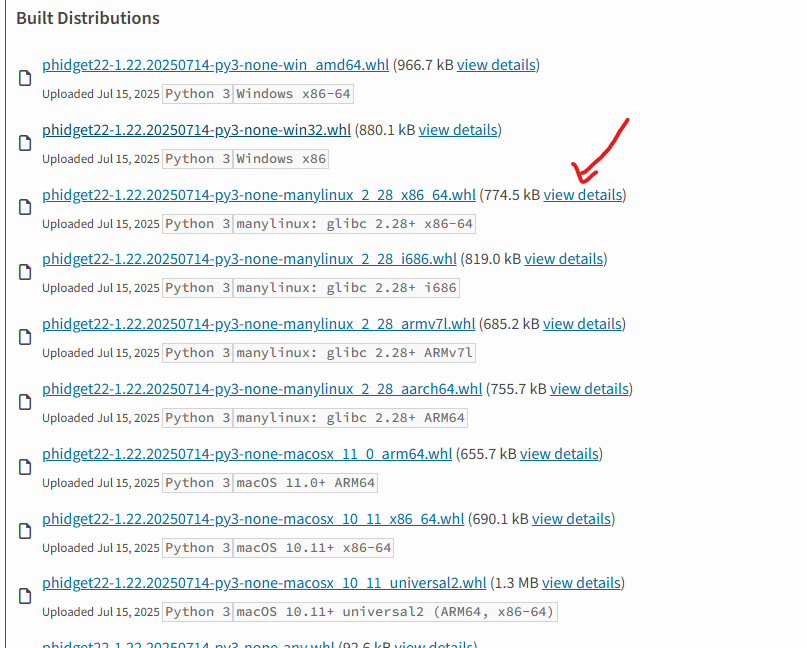 Built Distributions
phidget22-1.22.20250714-py3-none-win_amd64.whl (966.7 kB view details)
Uploaded Jul 15, 2025 Python 3 Windows x86-64
phidget22-1.22.20250714-py3-none-win32.whl (880.1 kB view details)
Uploaded Jul 15, 2025 Python 3 Windows x86
phidget22-1.22.20250714-py3-none-manylinux_2_28_x86_64.whl (774.5 kB view details)
Uploaded Jul 15, 2025 Python 3 manylinux: glibc 2.28+ x86-64
phidget22-1.22.20250714-py3-none-manylinux_2_28_i686.whl (819.0 kB view details)
Uploaded Jul 15, 2025 Python 3 manylinux: glibc 2.28+ i686
phidget22-1.22.20250714-py3-none-manylinux_2_28_armv7l.whl (685.2 kB view details)
Uploaded Jul 15, 2025 Python 3 manylinux: glibc 2.28+ ARMv7l
phidget22-1.22.20250714-py3-none-manylinux_2_28_aarch64.whl (755.7 kB view details)
Uploaded Jul 15, 2025 Python 3 manylinux: glibc 2.28+ ARM64
phidget22-1.22.20250714-py3-none-macosx_11_0_arm64.whl (655.7 kB view details)
Uploaded Jul 15, 2025 Python 3 macOS 11.0+ ARM64
phidget22-1.22.20250714-py3-none-macosx_10_11_x86_64.whl (690.1 kB view details)
Uploaded Jul 15, 2025 Python 3 macOS 10.11+ x86-64
phidget22-1.22.20250714-py3-none-macosx_10_11_universal2.whl (1.3 MB view details)
Uploaded Jul 15, 2025 Python 3 macOS 10.11+ universal2 (ARM64, x86-64)
phidget22-1.22.20250714-py3-none-any.whl (92.6 kB view details)